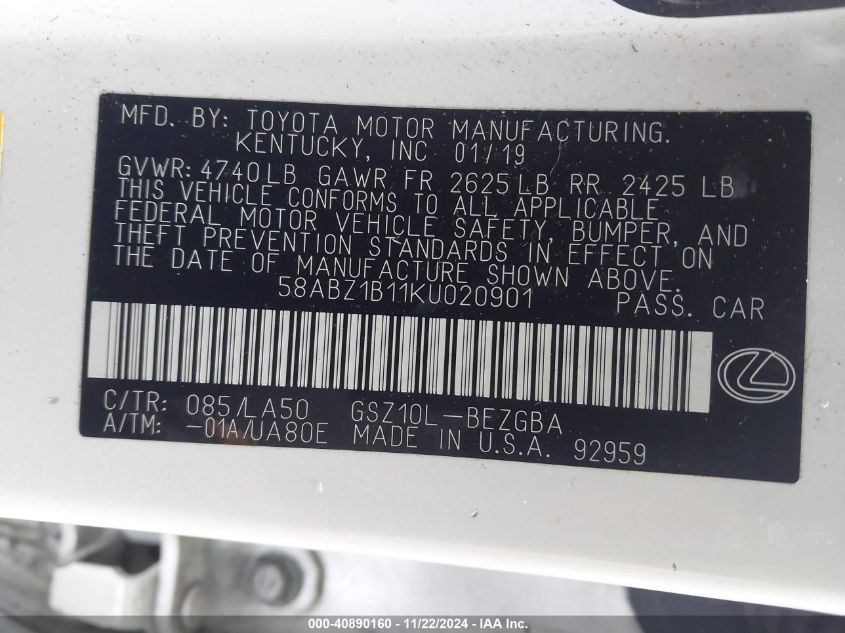 MFD. BY: TOYOTA MOTOR MANUFACTURING.
KENTUCKY, INC 01/19
GVWR: 4740LB GAWR FR 2625LB RR 2425 LB
THIS VEHICLE CONFORMS TO ALL APPLICABLE
FEDERAL MOTOR VEHICLE SAFETY, BUMPER, AND
THEFT PREVENTION STANDARDS IN EFFECT ON
THE DATE OF MANUFACTURE SHOWN ABOVE.
58ABZ1B11KU020901 PASS. CAR
C/TR: 085/LA50 GSZ10L-BEZGBA
A/TM: -01A/UA80E MADE IN U.S.A. 92959
000-40890160 - 11/22/2024 - IAA Inc.